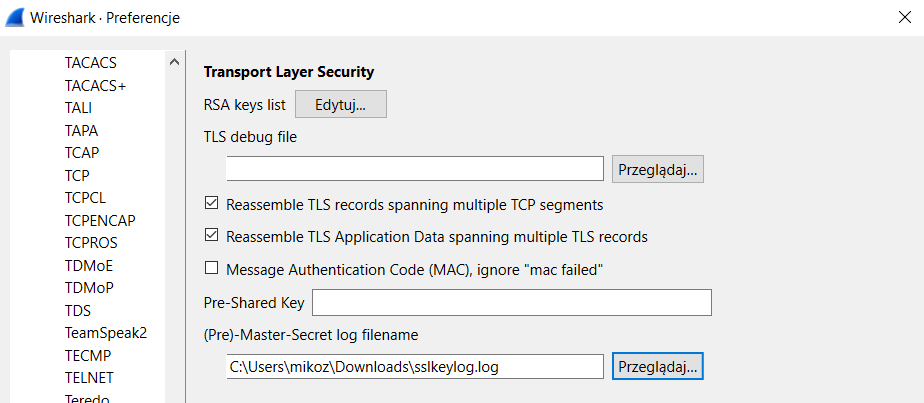 Wireshark · Preferencje
TACACS
TACACS+
TALI
TAPA
TCAP
TCP
TCPCL
TCPENCAP
TCPROS
TDMoE
TDMoP
TDS
TeamSpeak2
TECMP
TELNET
Teredo
Transport Layer Security
RSA keys list Edytuj...
TLS debug file
Przeglądaj...
Reassemble TLS records spanning multiple TCP segments
Reassemble TLS Application Data spanning multiple TLS records
Message Authentication Code (MAC), ignore "mac failed"
Pre-Shared Key
(Pre)-Master-Secret log filename
C:\Users\mikoz\Downloads\sslkeylog.log Przeglądaj...